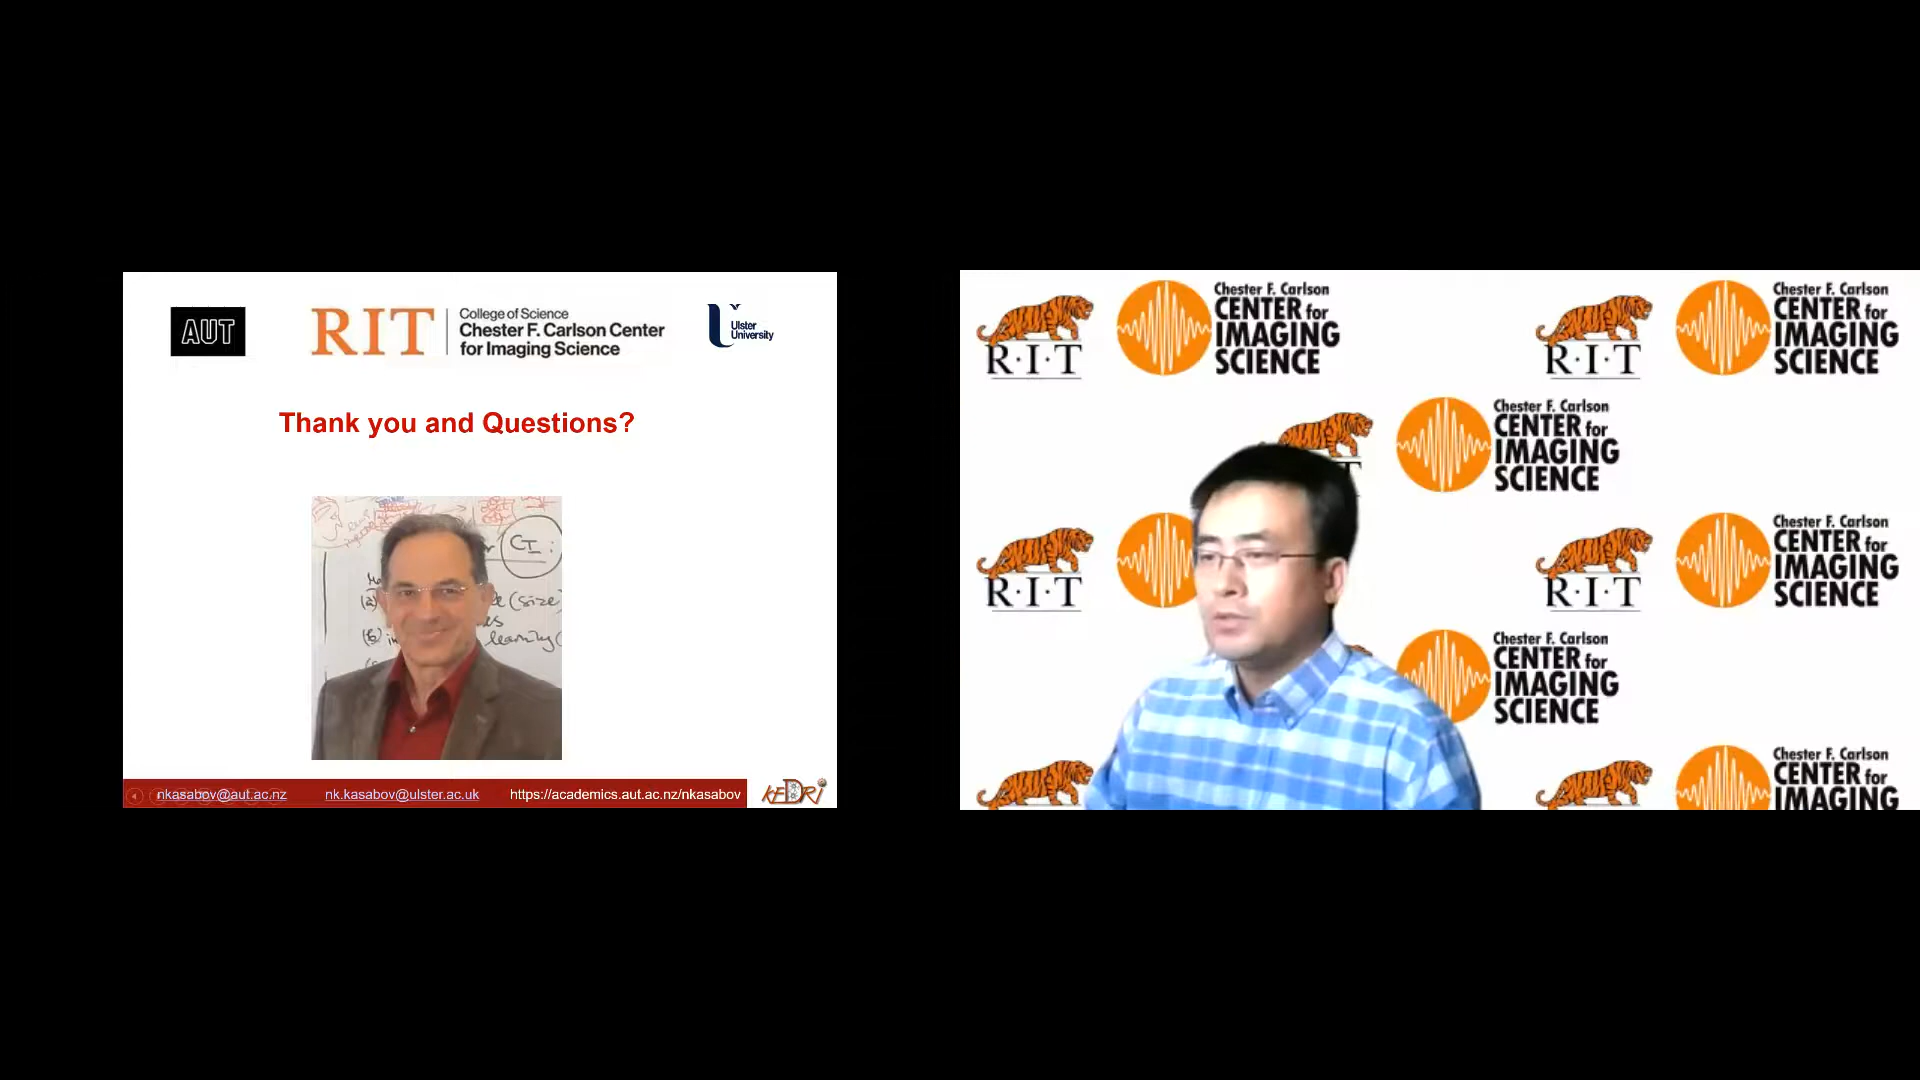 AUT
RIT
College of Science
Chester F. Carlson Center
for Imaging Science
Ulster
University
Thank you and Questions?
CI:
(size)
learning(
nkasabov@aut.ac.nz
nk.kasabov@ulster.ac.uk
https://academics.aut.ac.nz/nkasabov
KEDRI
R·I·T
Chester F. Carlson
CENTER for
IMAGING
SCIENCE
R·I·T
Chester F. Carlson
CENTER for
IMAGING
SCIENCE
Chester F. Carlson
CENTER for
IMAGING
SCIENCE
R·I·T
R·I·T
Chester F. Carlson
CENTER for
IMAGING
SCIENCE
Chester F. Carlson
CENTER for
IMAGING
SCIENCE
Chester F. Carlson
CENTER for
IMAGING